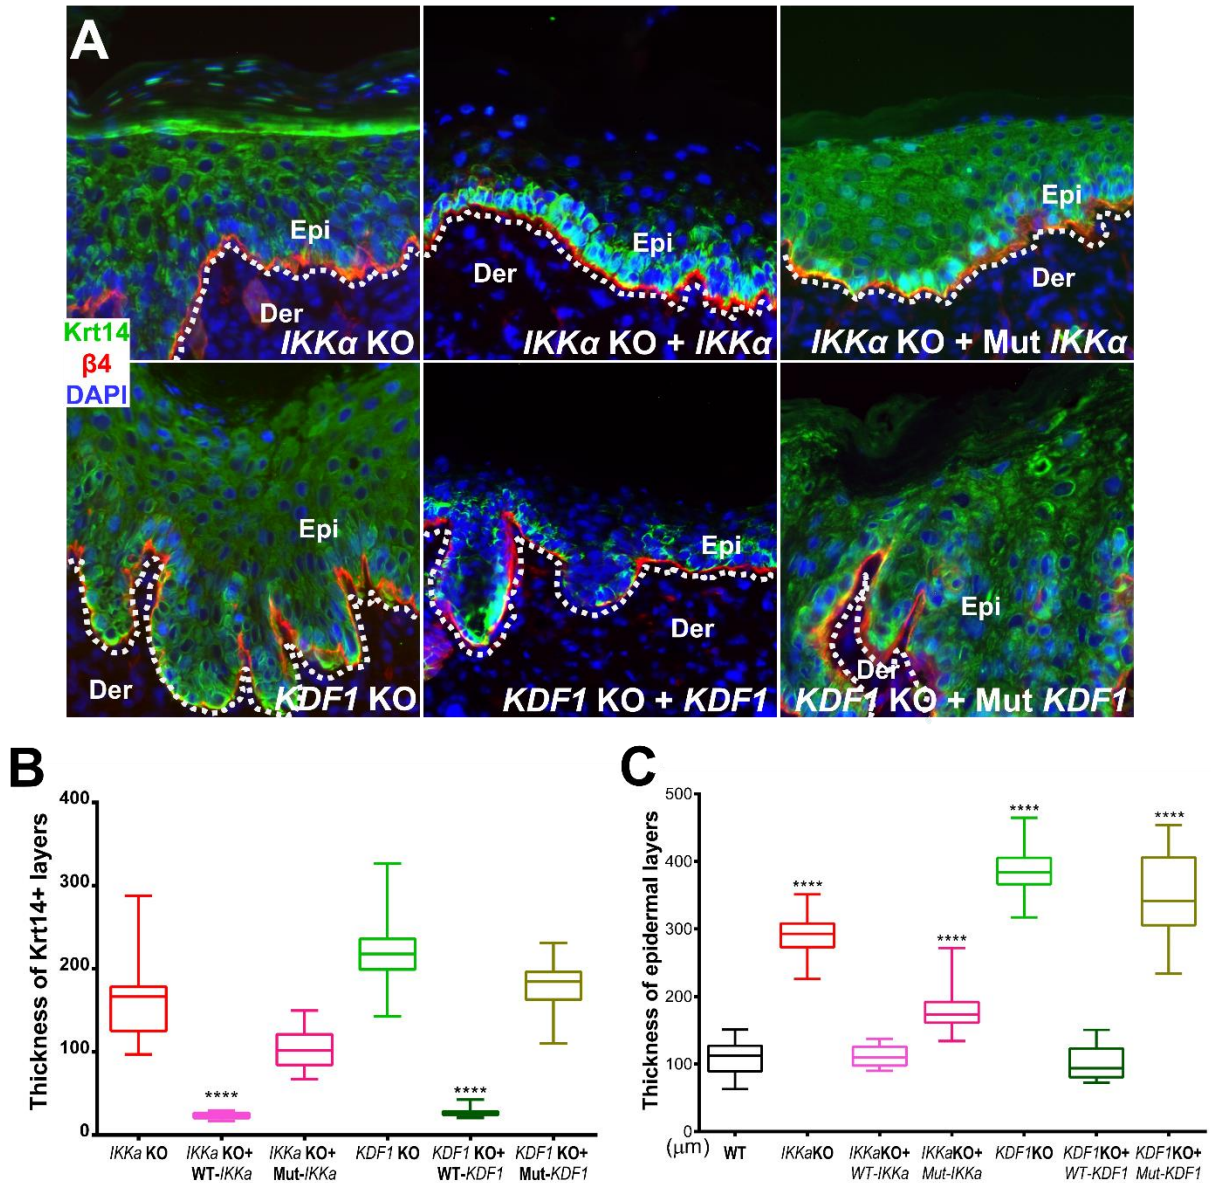 A
Epi
Der
IKKα KO
Epi
Der
IKKα KO + IKKα
Epi
Der
IKKα KO + Mut IKKα
Krt14
β4
DAPI
Epi
Der
KDF1 KO
Epi
Der
KDF1 KO + KDF1
Epi
Der
KDF1 KO + Mut KDF1
B
Thickness of Krt14+ layers
400
300
200
100
0
****
****
IKKa KO
IKKa KO+
WT-IKKa
IKKa KO+
Mut-IKKa
KDF1 KO
KDF1 KO+
WT-KDF1
KDF1 KO+
Mut-KDF1
C
Thickness of epidermal layers
500
400
300
200
100
0
(μm)
****
****
****
****
WT
IKKaKO
IKKaKO+
WT-IKKa
IKKaKO+
Mut-IKKa
KDF1KO
KDF1KO+
WT-KDF1
KDF1KO+
Mut-KDF1